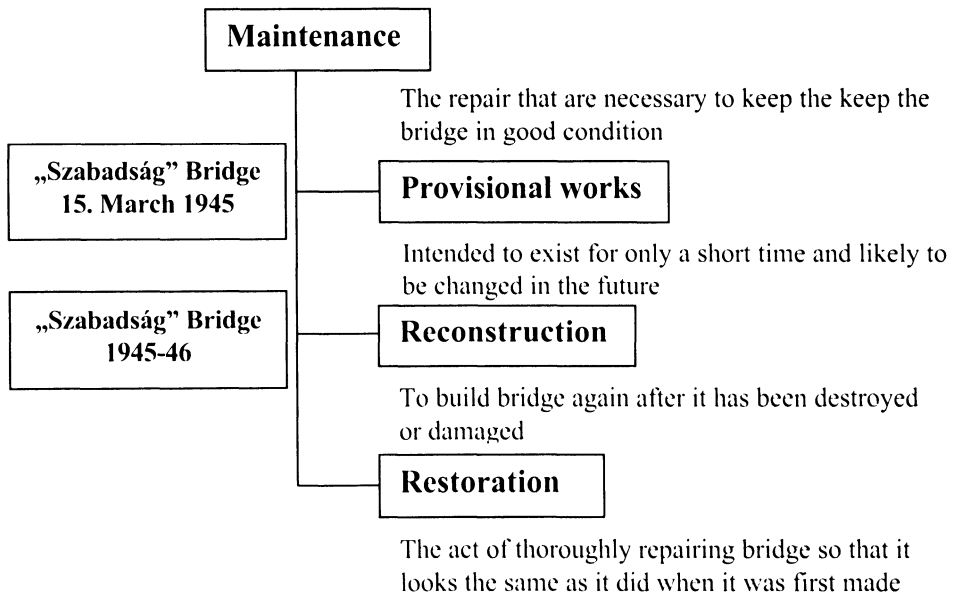 Maintenance
The repair that are necessary to keep the keep the
bridge in good condition
„Szabadság” Bridge
15. March 1945
Provisional works
Intended to exist for only a short time and likely to
be changed in the future
„Szabadság” Bridge
1945-46
Reconstruction
To build bridge again after it has been destroyed
or damaged
Restoration
The act of thoroughly repairing bridge so that it
looks the same as it did when it was first made